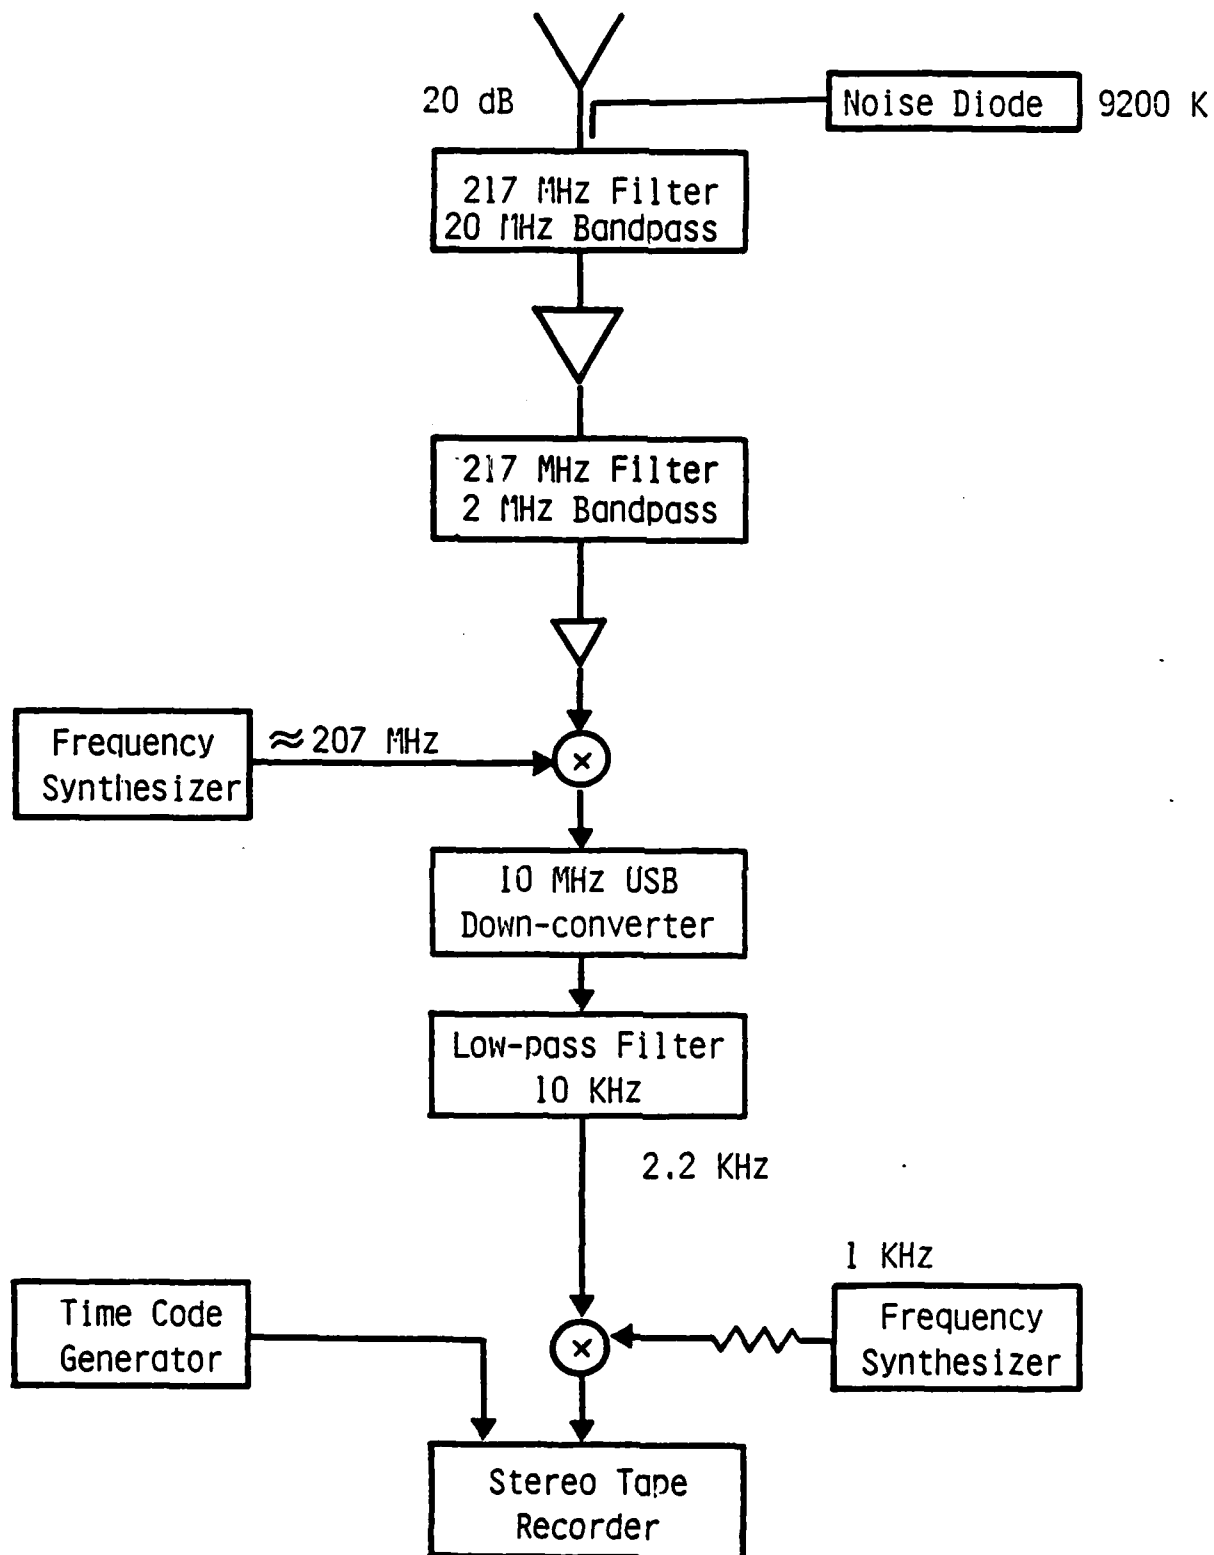 20 dB
Noise Diode
9200 K
217 MHz Filter
20 MHz Bandpass
217 MHz Filter
2 MHz Bandpass
Frequency
Synthesizer
≈207 MHz
×
10 MHz USB
Down-converter
Low-pass Filter
10 KHz
2.2 KHz
1 KHz
Time Code
Generator
×
Frequency
Synthesizer
Stereo Tape
Recorder